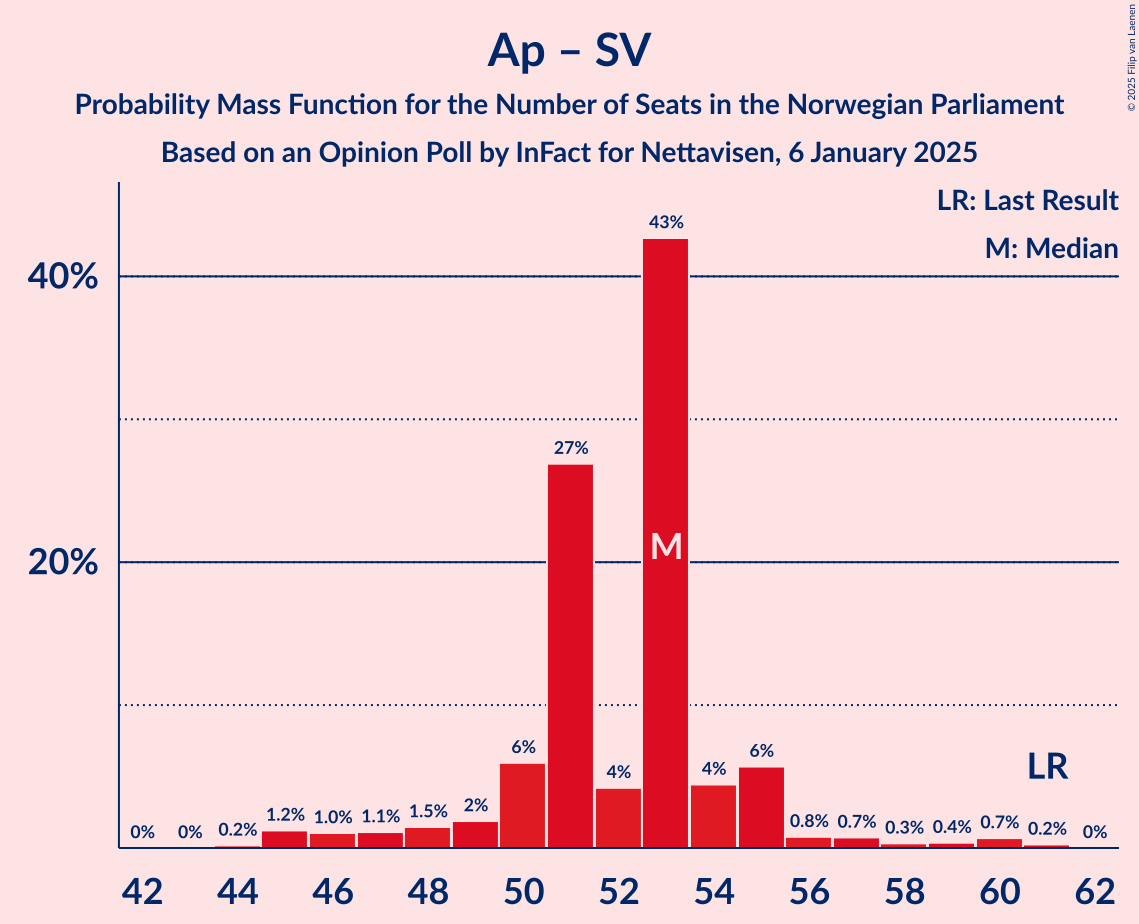 Ap – SV
Probability Mass Function for the Number of Seats in the Norwegian Parliament
Based on an Opinion Poll by InFact for Nettavisen, 6 January 2025
© 2025 Filip van Laenen
LR: Last Result
M: Median
40%
20%
0%
0%
0.2%
1.2%
1.0%
1.1%
1.5%
2%
6%
27%
4%
43%
M
4%
6%
0.8%
0.7%
0.3%
0.4%
0.7%
0.2%
0%
LR
42 44 46 48 50 52 54 56 58 60 62